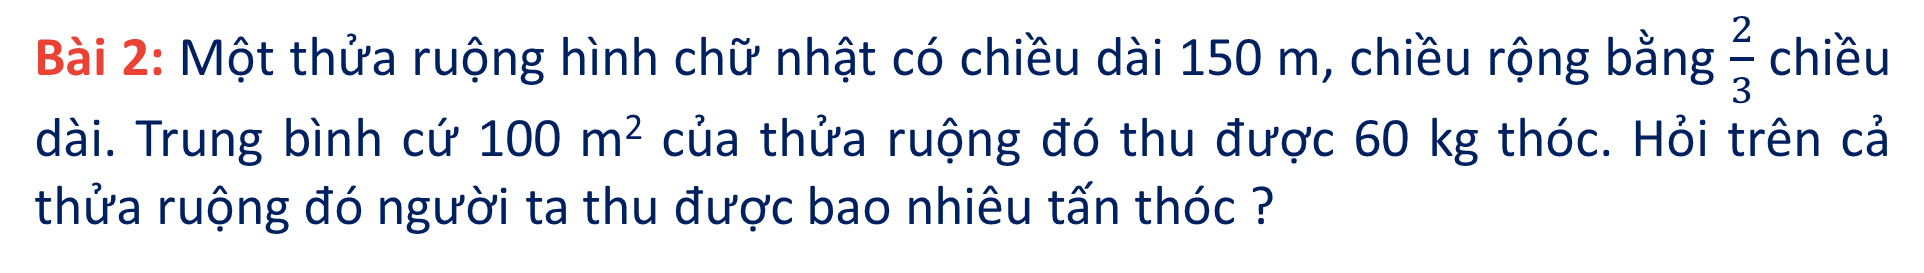 Bài 2: Một thửa ruộng hình chữ nhật có chiều dài 150 m, chiều rộng bằng 2/3 chiều
dài. Trung bình cứ 100 m² của thửa ruộng đó thu được 60 kg thóc. Hỏi trên cả
thửa ruộng đó người ta thu được bao nhiêu tấn thóc ?